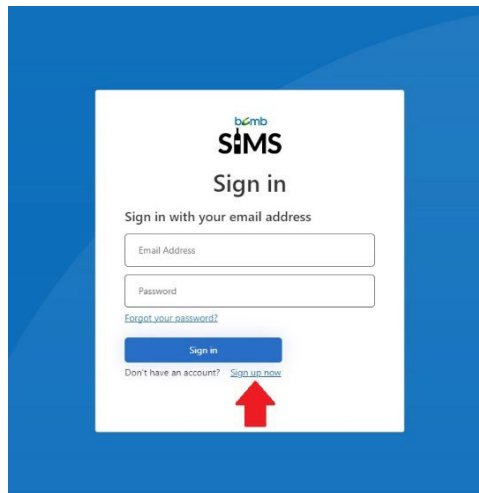 bomb
SiMS
Sign in
Sign in with your email address
Email Address
Password
Forgot your password?
Sign in
Don't have an account? Sign up now